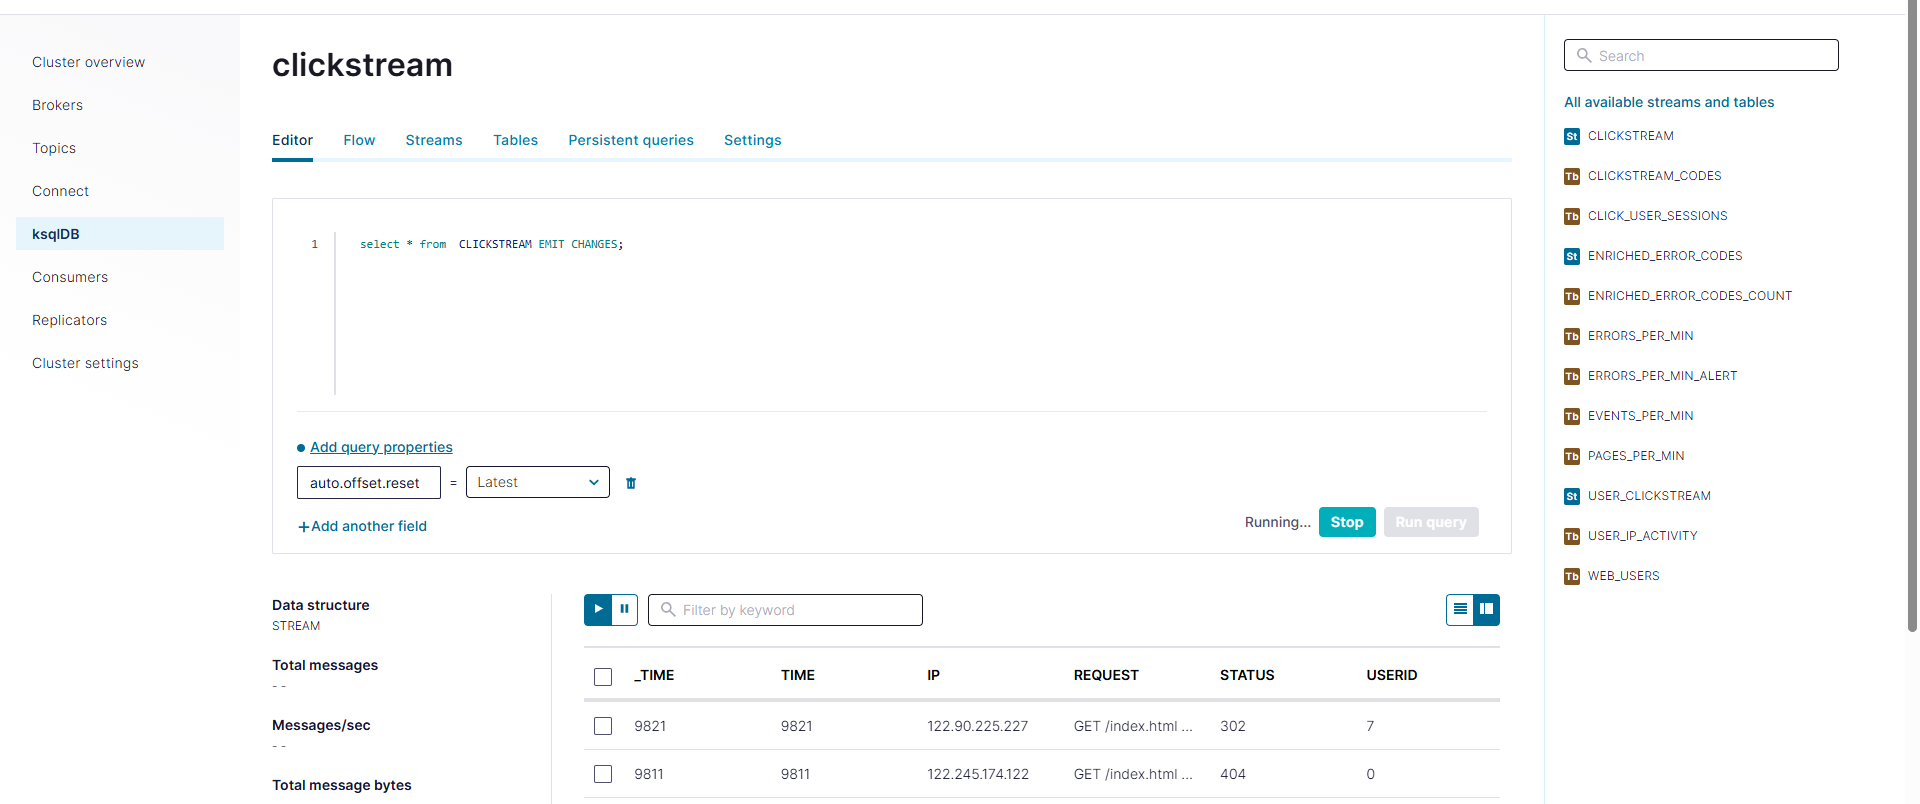 Cluster overview
Brokers
Topics
Connect
ksqlDB
Consumers
Replicators
Cluster settings
clickstream
Editor Flow Streams Tables Persistent queries Settings
1 select * from  CLICKSTREAM EMIT CHANGES;
Add query properties
auto.offset.reset = Latest
+Add another field
Running... Stop Run query
Data structure
STREAM
Total messages
- -
Messages/sec
- -
Total message bytes
Filter by keyword
_TIME TIME IP REQUEST STATUS USERID
9821 9821 122.90.225.227 GET /index.html ... 302 7
9811 9811 122.245.174.122 GET /index.html ... 404 0
Search
All available streams and tables
St CLICKSTREAM
Tb CLICKSTREAM_CODES
Tb CLICK_USER_SESSIONS
St ENRICHED_ERROR_CODES
Tb ENRICHED_ERROR_CODES_COUNT
Tb ERRORS_PER_MIN
Tb ERRORS_PER_MIN_ALERT
Tb EVENTS_PER_MIN
Tb PAGES_PER_MIN
St USER_CLICKSTREAM
Tb USER_IP_ACTIVITY
Tb WEB_USERS